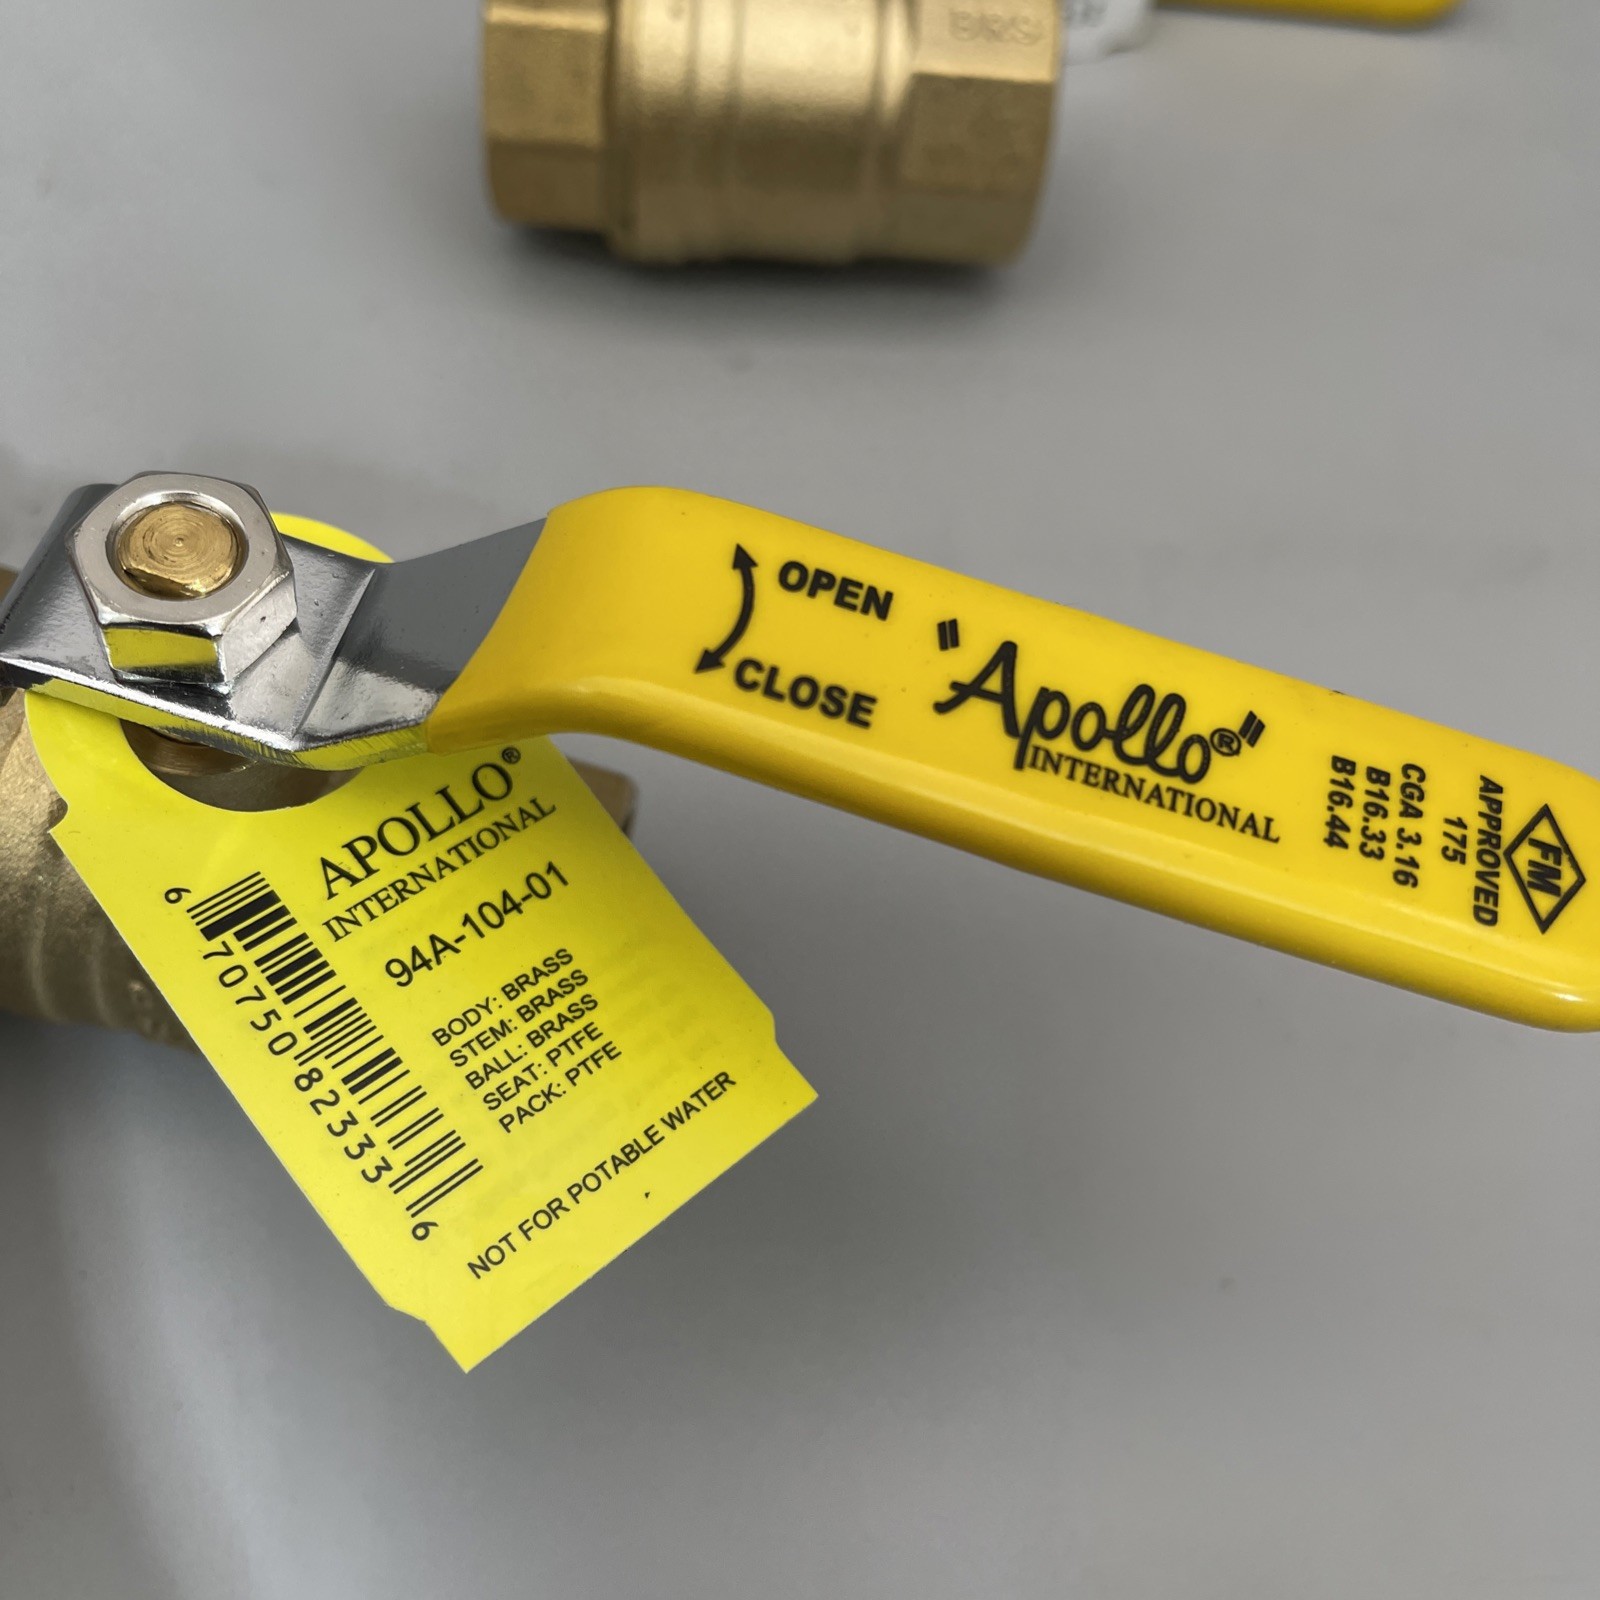 BRS
OPEN
CLOSE
"Apollo®"
INTERNATIONAL
FM
APPROVED
175
CGA 3.16
B16.33
B16.44
APOLLO®
INTERNATIONAL
94A-104-01
BODY: BRASS
STEM: BRASS
BALL: BRASS
SEAT: PTFE
PACK: PTFE
NOT FOR POTABLE WATER
6 70750 82333 6